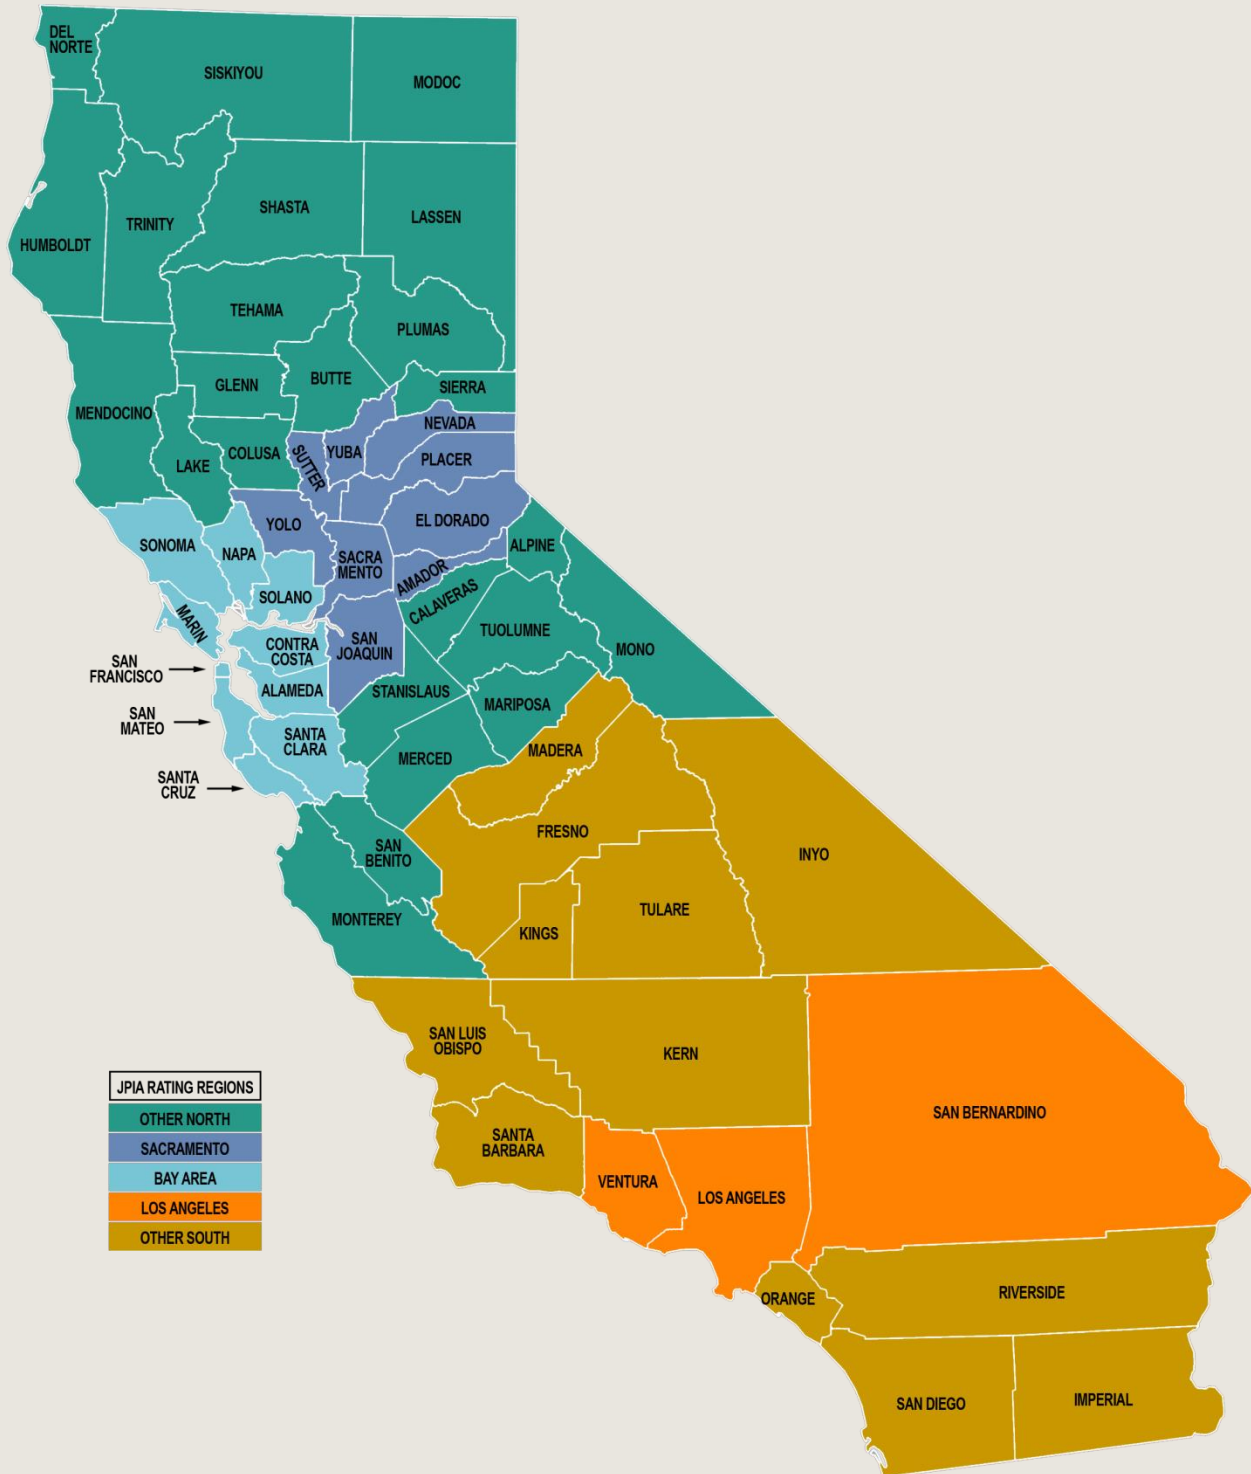 DEL
NORTE
SISKIYOU
MODOC
HUMBOLDT
TRINITY
SHASTA
LASSEN
TEHAMA
PLUMAS
GLENN
BUTTE
SIERRA
MENDOCINO
LAKE
COLUSA
SUTTER
YUBA
NEVADA
PLACER
YOLO
EL DORADO
SONOMA
NAPA
SACRA
MENTO
AMADOR
ALPINE
SOLANO
CALAVERAS
MARIN
CONTRA
COSTA
SAN
JOAQUIN
TUOLUMNE
MONO
SAN
FRANCISCO
ALAMEDA
STANISLAUS
MARIPOSA
SAN
MATEO
SANTA
CLARA
MERCED
MADERA
SANTA
CRUZ
SAN
BENITO
FRESNO
INYO
MONTEREY
KINGS
TULARE
SAN LUIS
OBISPO
KERN
SAN BERNARDINO
SANTA
BARBARA
VENTURA
LOS ANGELES
ORANGE
RIVERSIDE
SAN DIEGO
IMPERIAL
JPIA RATING REGIONS
OTHER NORTH
SACRAMENTO
BAY AREA
LOS ANGELES
OTHER SOUTH